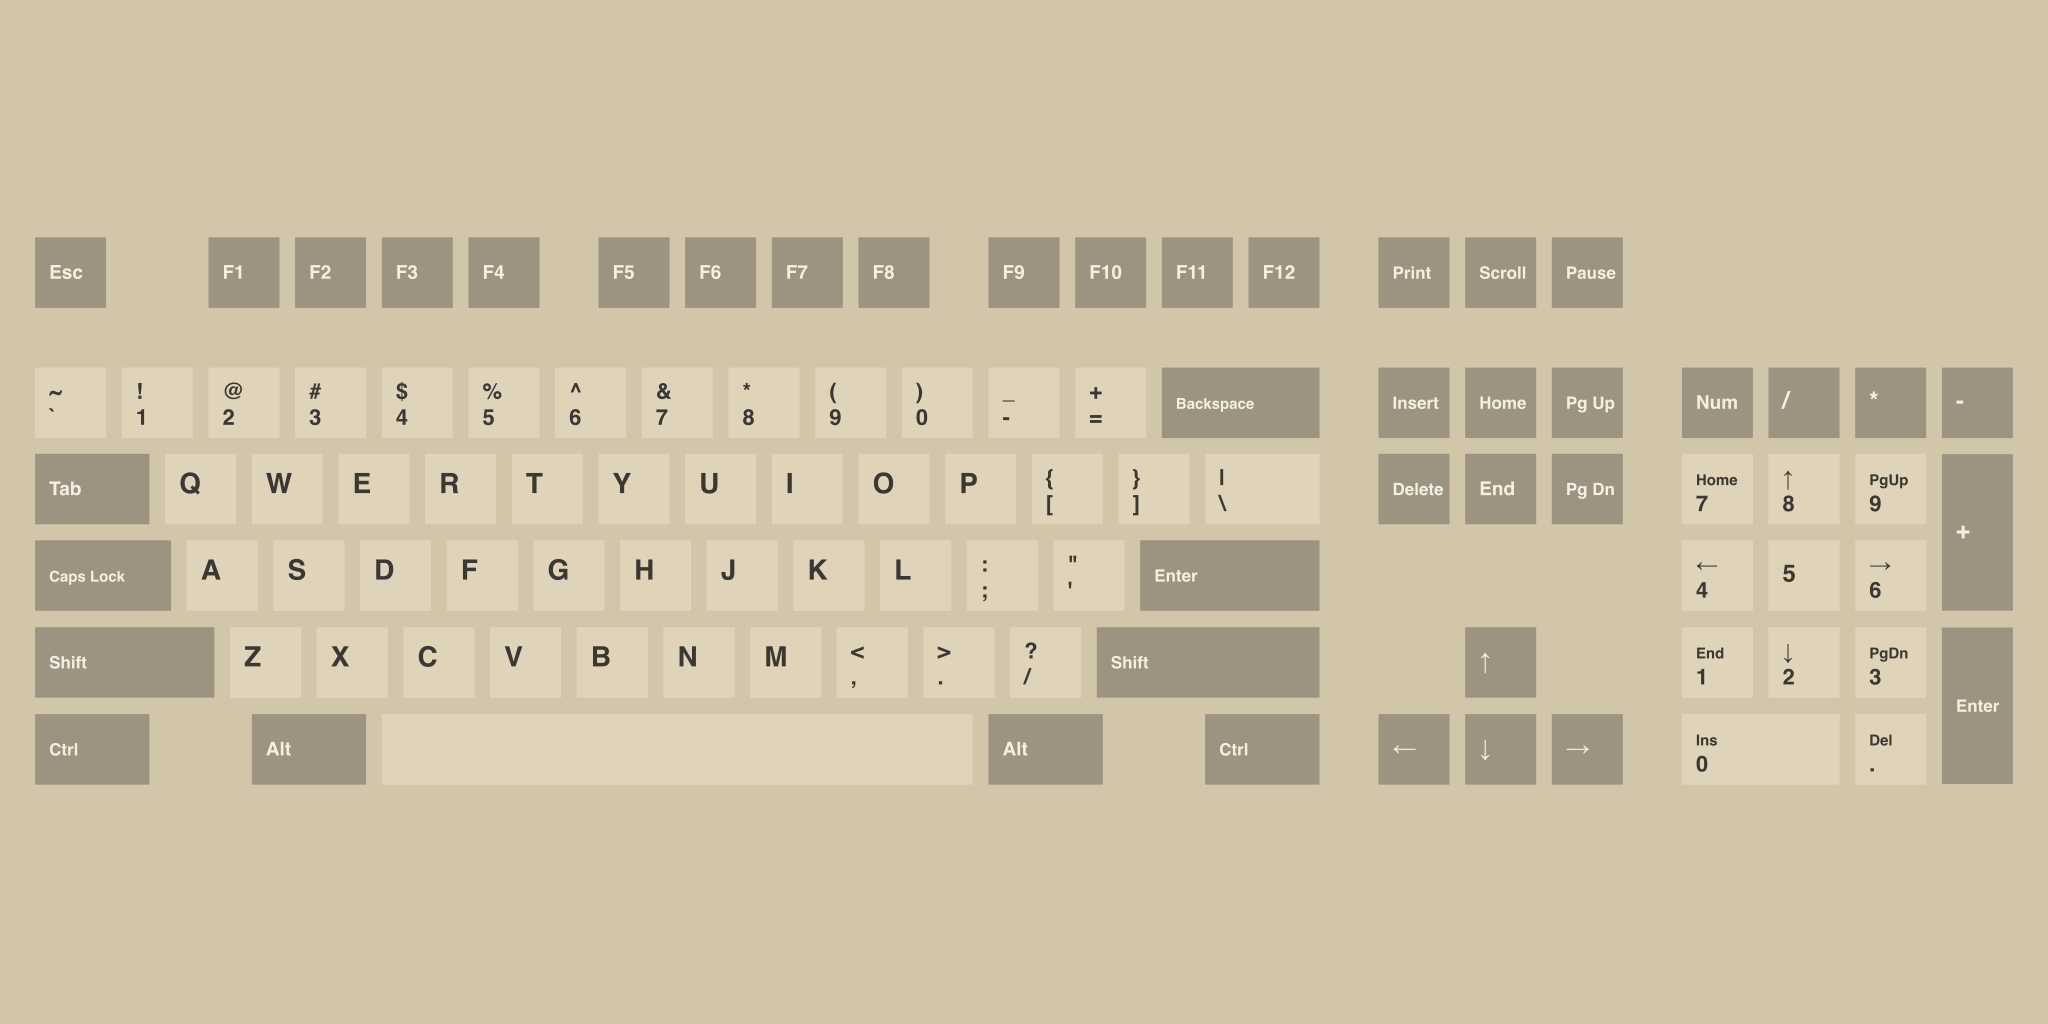 Esc F1 F2 F3 F4 F5 F6 F7 F8 F9 F10 F11 F12 Print Scroll Pause
~ ! @ # $ % ^ & * ( ) _ +
` 1 2 3 4 5 6 7 8 9 0 - = Backspace Insert Home Pg Up Num / * -
Tab Q W E R T Y U I O P { } | Delete End Pg Dn Home ↑ PgUp
[ ] \ 7 8 9 +
Caps Lock A S D F G H J K L : " Enter ← 5 →
; ' 4 6
Shift Z X C V B N M < > ? Shift ↑ End ↓ PgDn
, . / 1 2 3 Enter
Ctrl Alt Alt Ctrl ← ↓ → Ins Del
0 .